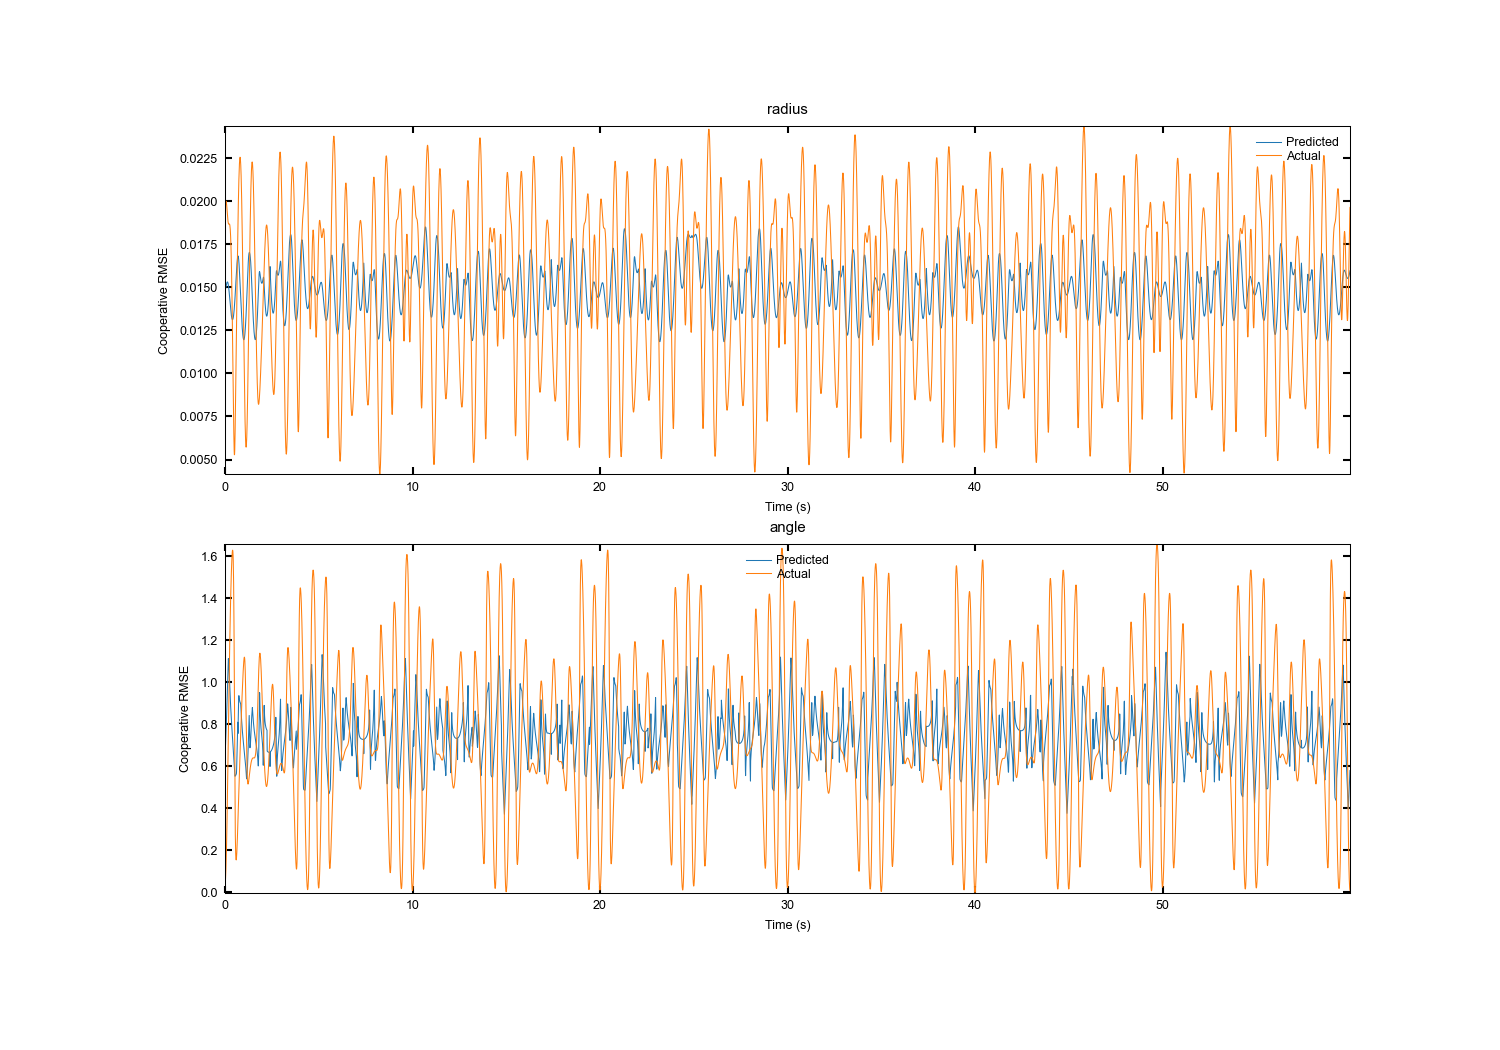 radius
Predicted
Actual
Cooperative RMSE
0.0225
0.0200
0.0175
0.0150
0.0125
0.0100
0.0075
0.0050
0 10 20 30 40 50
Time (s)
angle
Predicted
Actual
Cooperative RMSE
1.6
1.4
1.2
1.0
0.8
0.6
0.4
0.2
0.0
0 10 20 30 40 50
Time (s)